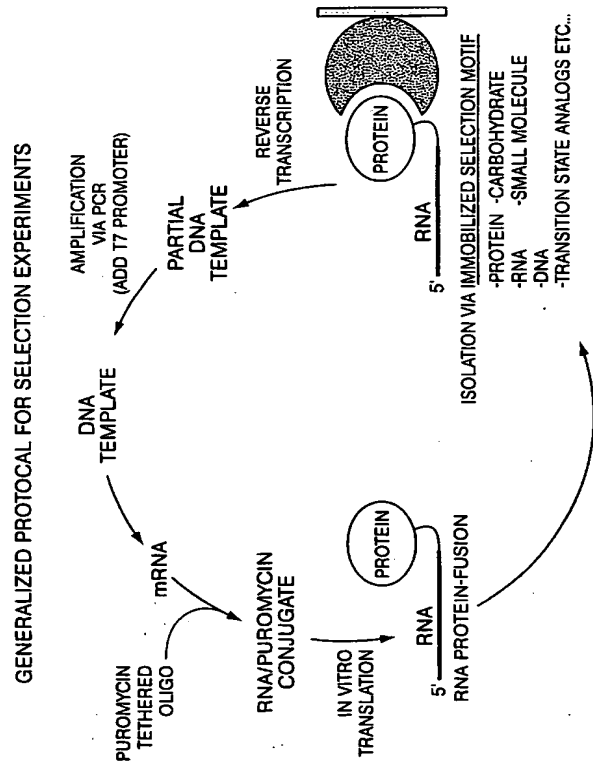 GENERALIZED PROTOCAL FOR SELECTION EXPERIMENTS
AMPLIFICATION
VIA PCR
(ADD T7 PROMOTER)
DNA
TEMPLATE
mRNA
PUROMYCIN
TETHERED
OLIGO
RNA/PUROMYCIN
CONJUGATE
IN VITRO
TRANSLATION
PROTEIN
5' RNA
RNA PROTEIN-FUSION
PARTIAL
DNA
TEMPLATE
REVERSE
TRANSCRIPTION
PROTEIN
5' RNA
ISOLATION VIA IMMOBILIZED SELECTION MOTIF
-PROTEIN -CARBOHYDRATE
-RNA -SMALL MOLECULE
-DNA
-TRANSITION STATE ANALOGS ETC...